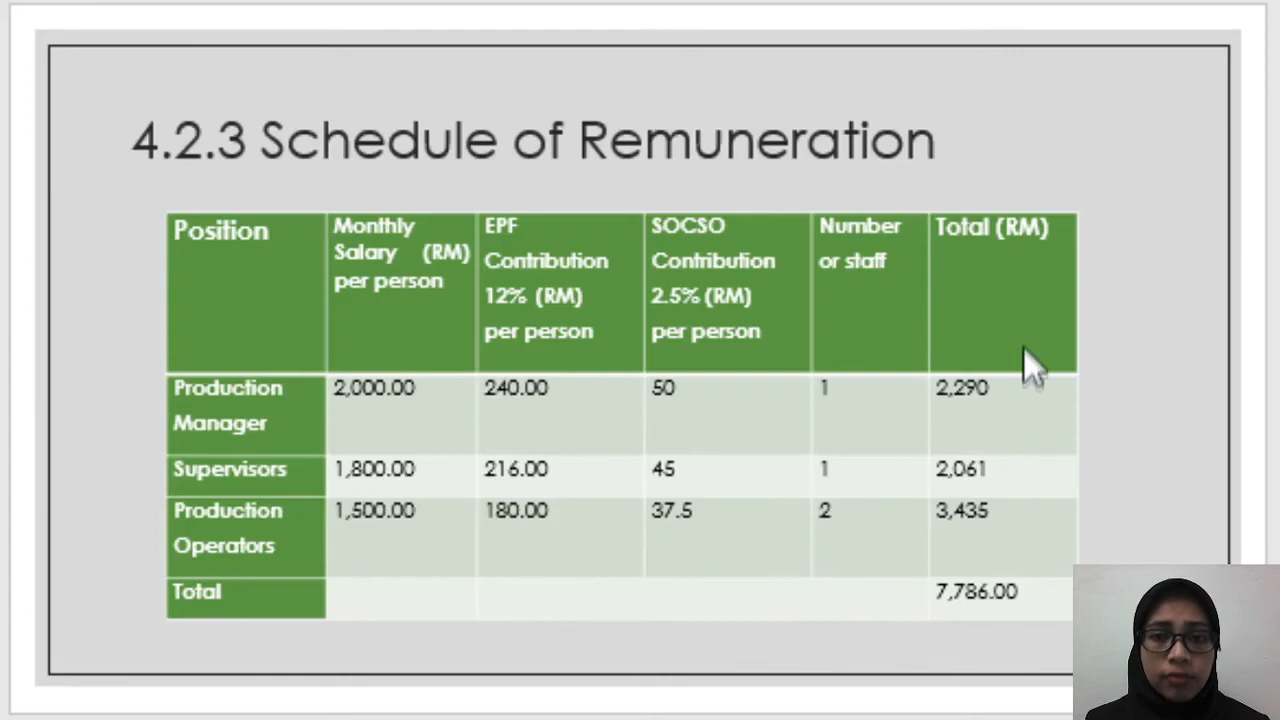 4.2.3 Schedule of Remuneration
Position
Monthly
Salary (RM)
per person
EPF
Contribution
12% (RM)
per person
SOCSO
Contribution
2.5% (RM)
per person
Number
or staff
Total (RM)
Production
Manager
2,000.00
240.00
50
1
2,290
Supervisors
1,800.00
216.00
45
1
2,061
Production
Operators
1,500.00
180.00
37.5
2
3,435
Total
7,786.00